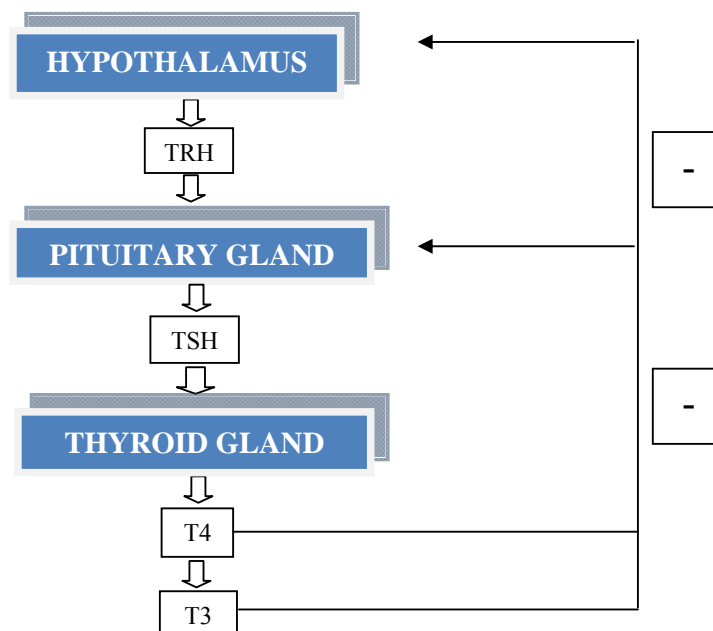 HYPOTHALAMUS
TRH
-
PITUITARY GLAND
TSH
-
THYROID GLAND
T4
T3